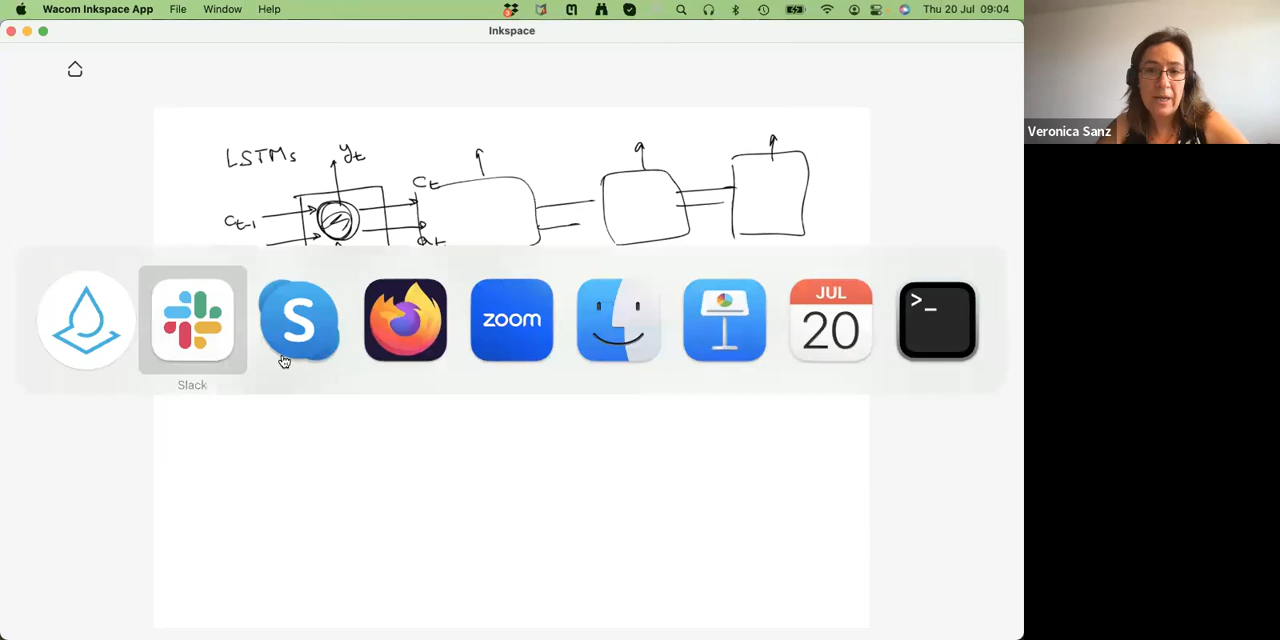 Wacom Inkspace App File Window Help Thu 20 Jul 09:04
Inkspace
Veronica Sanz
LSTMs yt
ct
ct-1
at
S
zoom
JUL
20
>_
Slack